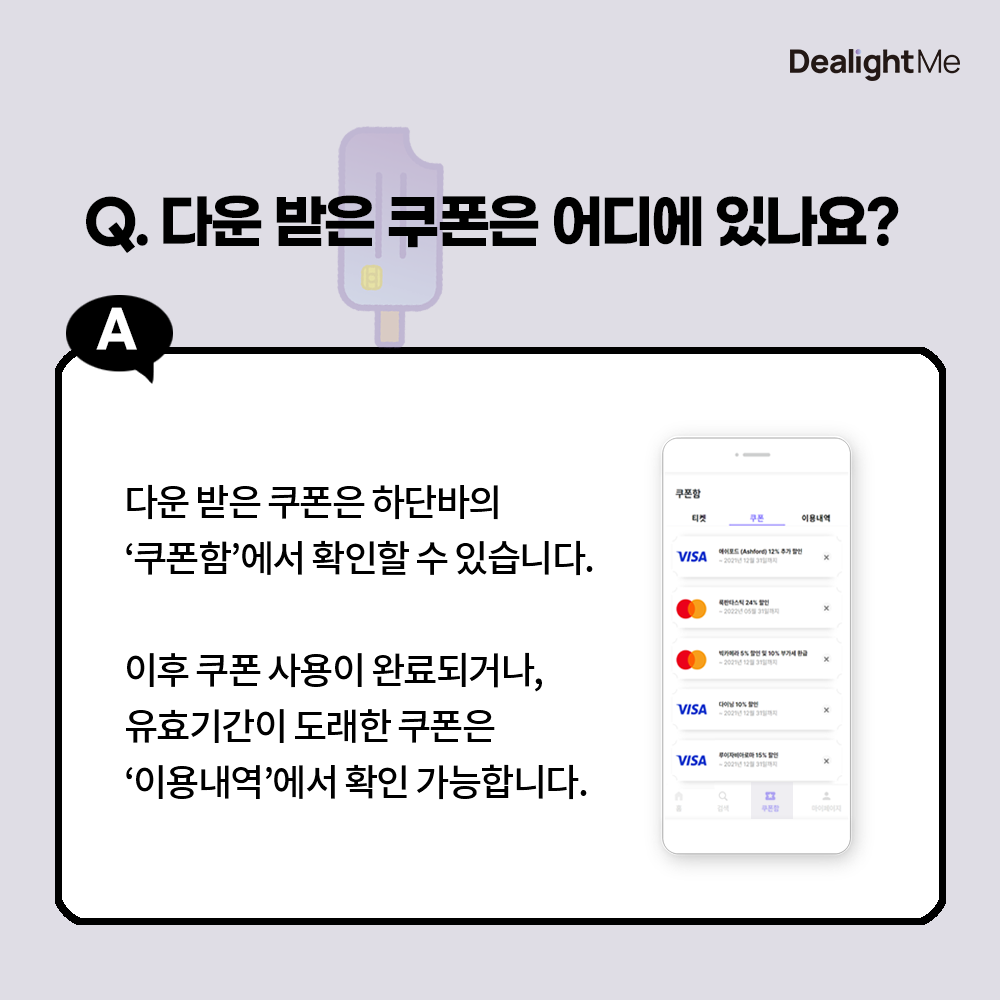 DealightMe
Q. 다운 받은 쿠폰은 어디에 있나요?
A
다운 받은 쿠폰은 하단바의
‘쿠폰함’에서 확인할 수 있습니다.
이후 쿠폰 사용이 완료되거나,
유효기간이 도래한 쿠폰은
‘이용내역’에서 확인 가능합니다.
쿠폰함
티켓 쿠폰 이용내역
VISA
에이포드 (Ashford) 12% 추가 할인
~ 2021년 12월 31일까지
록판타스틱 24% 할인
~ 2022년 05월 31일까지
빅카메라 5% 할인 및 10% 부가세 환급
~ 2021년 12월 31일까지
VISA
다이닝 10% 할인
~ 2021년 12월 31일까지
VISA
루이자비아로마 15% 할인
~ 2021년 12월 31일까지
홈 검색 쿠폰함 마이페이지